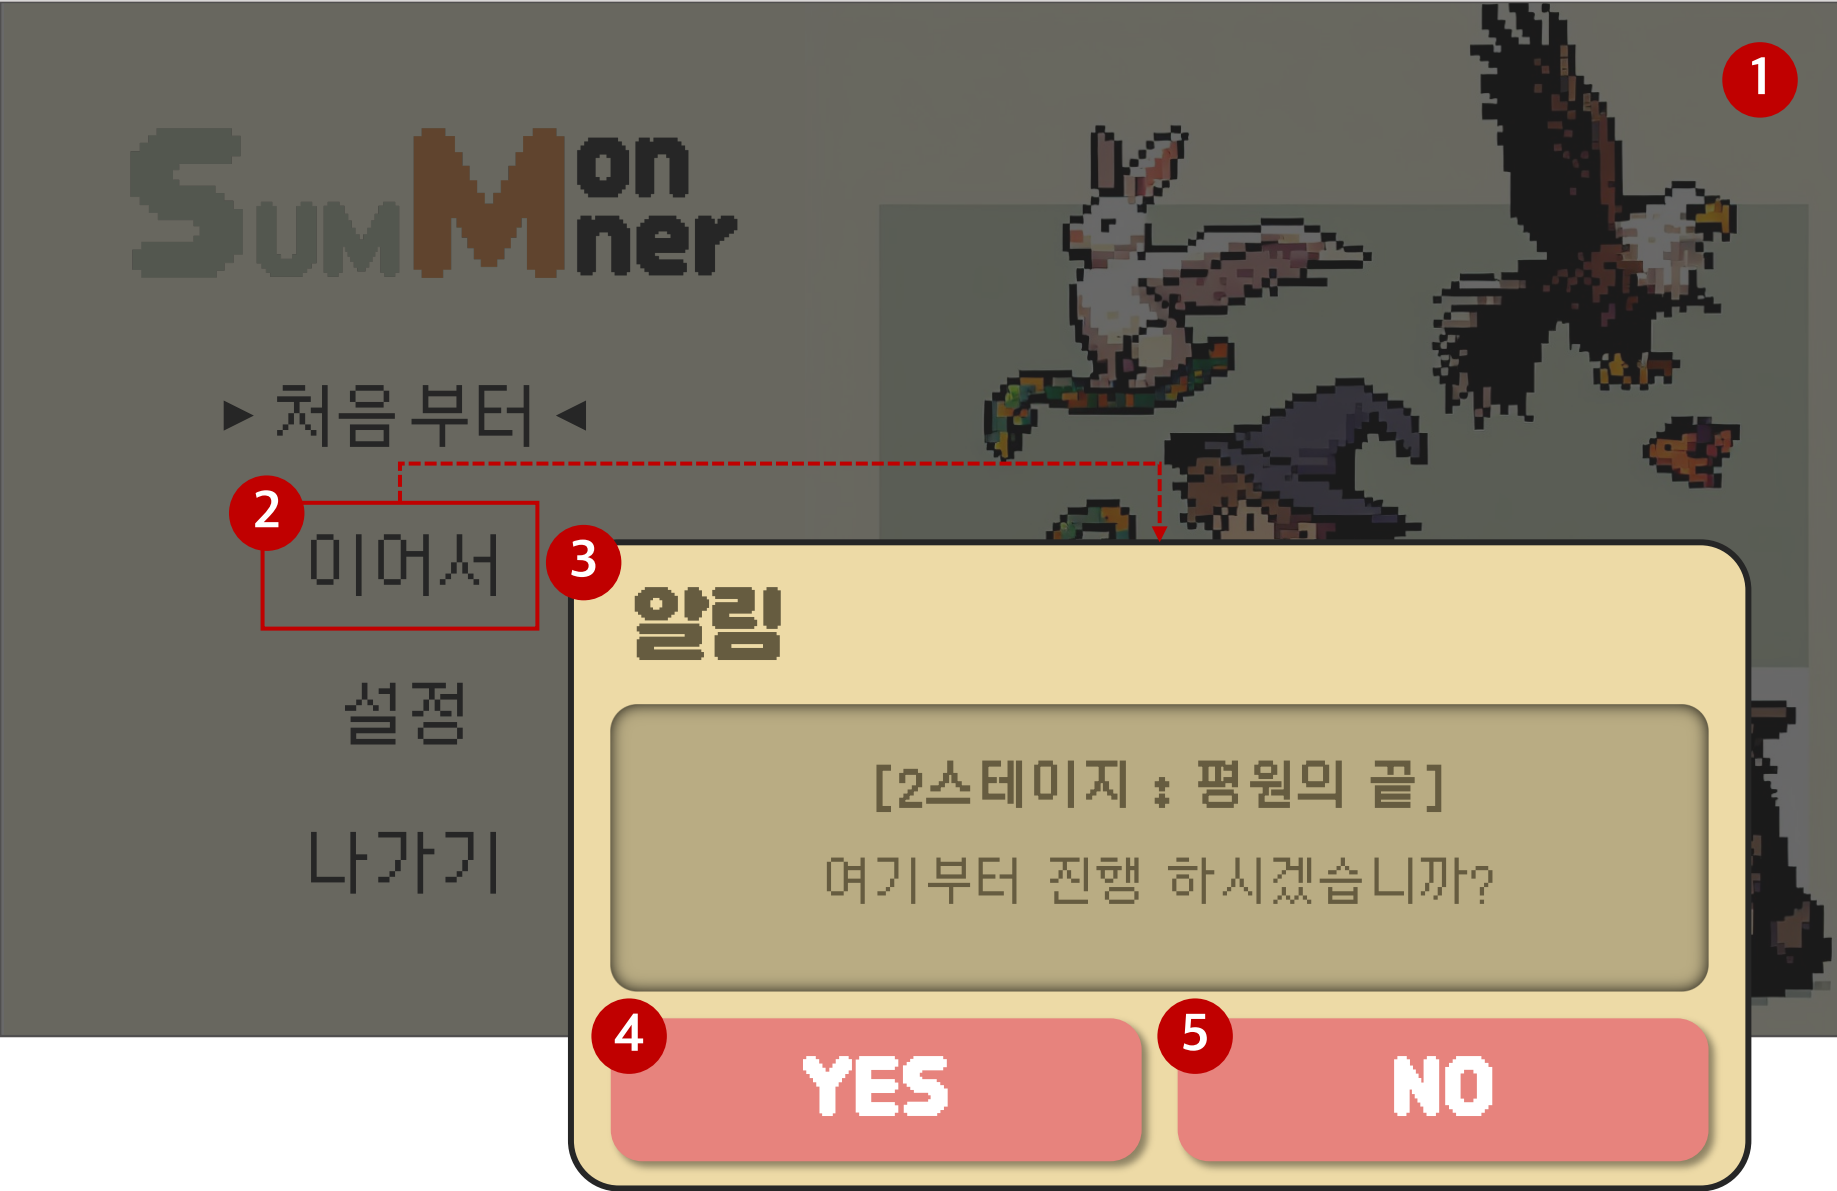 1
SUMMon
ner
▶ 처음부터 ◀
2
이어서
설정
나가기
3
알림
[2스테이지 : 평원의 끝]
여기부터 진행 하시겠습니까?
4
YES
5
NO